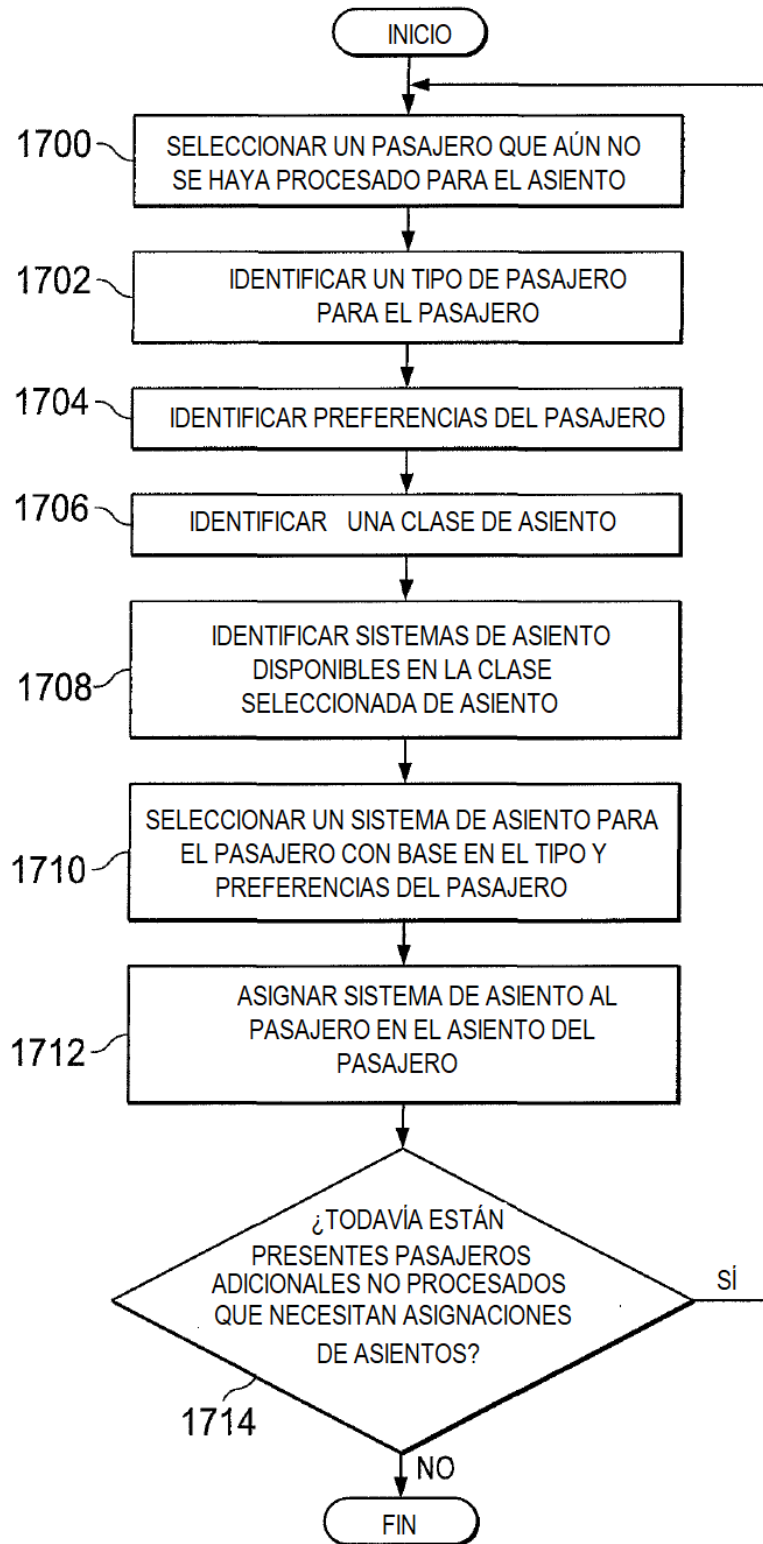 INICIO
1700
SELECCIONAR UN PASAJERO QUE AÚN NO
SE HAYA PROCESADO PARA EL ASIENTO
1702
IDENTIFICAR UN TIPO DE PASAJERO
PARA EL PASAJERO
1704
IDENTIFICAR PREFERENCIAS DEL PASAJERO
1706
IDENTIFICAR UNA CLASE DE ASIENTO
1708
IDENTIFICAR SISTEMAS DE ASIENTO
DISPONIBLES EN LA CLASE
SELECCIONADA DE ASIENTO
1710
SELECCIONAR UN SISTEMA DE ASIENTO PARA
EL PASAJERO CON BASE EN EL TIPO Y
PREFERENCIAS DEL PASAJERO
1712
ASIGNAR SISTEMA DE ASIENTO AL
PASAJERO EN EL ASIENTO DEL
PASAJERO
¿TODAVÍA ESTÁN
PRESENTES PASAJEROS
ADICIONALES NO PROCESADOS
QUE NECESITAN ASIGNACIONES
DE ASIENTOS?
SÍ
1714
NO
FIN